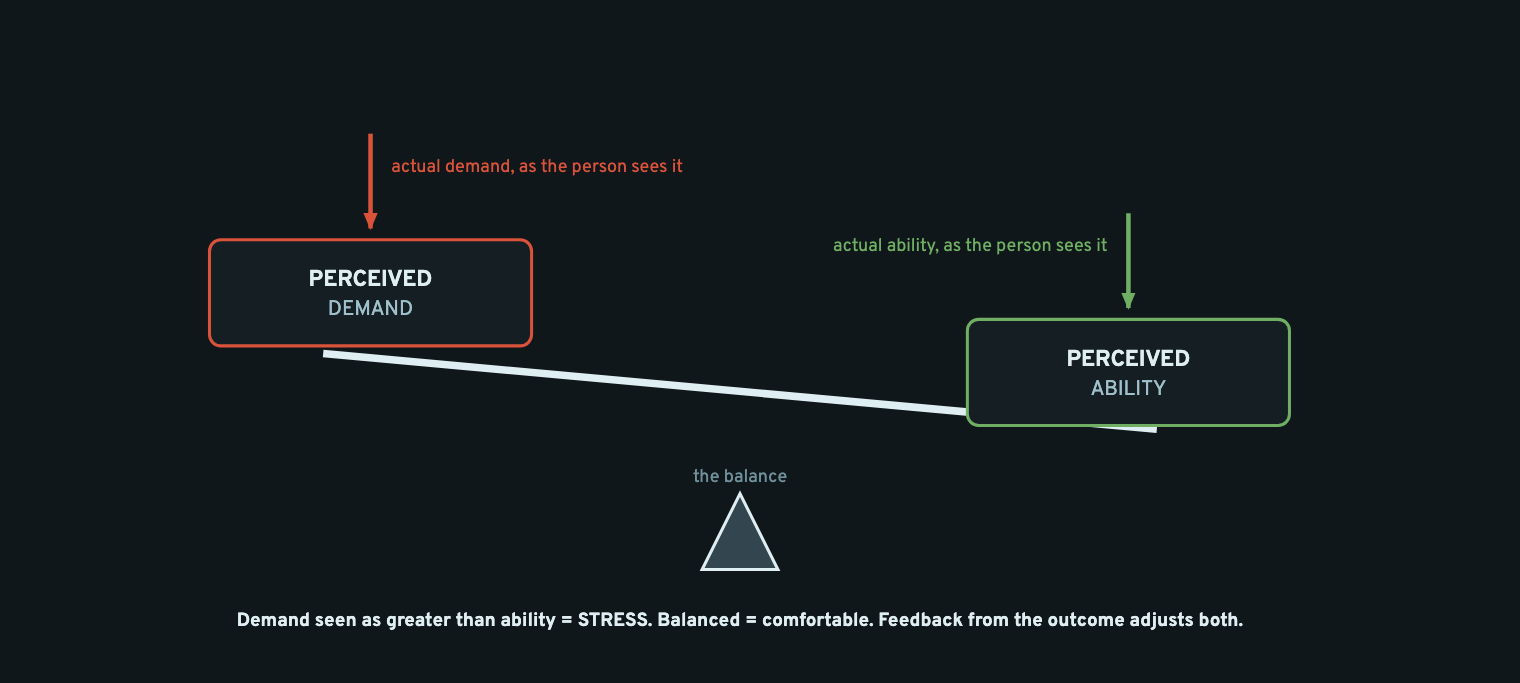 actual demand, as the person sees it
actual ability, as the person sees it
PERCEIVED
DEMAND
PERCEIVED
ABILITY
the balance
Demand seen as greater than ability = STRESS. Balanced = comfortable. Feedback from the outcome adjusts both.